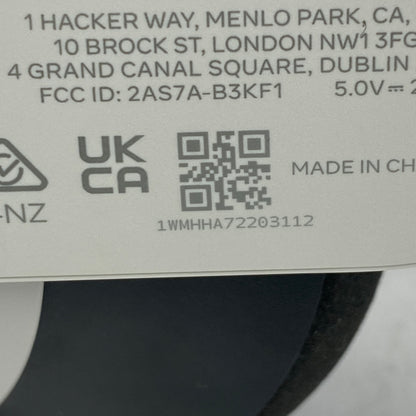 1 HACKER WAY, MENLO PARK, CA,
10 BROCK ST, LONDON NW1 3FG
4 GRAND CANAL SQUARE, DUBLIN
FCC ID: 2AS7A-B3KF1 5.0V⎓2
UK
CA
MADE IN CH
-NZ
1WMHHA72203112